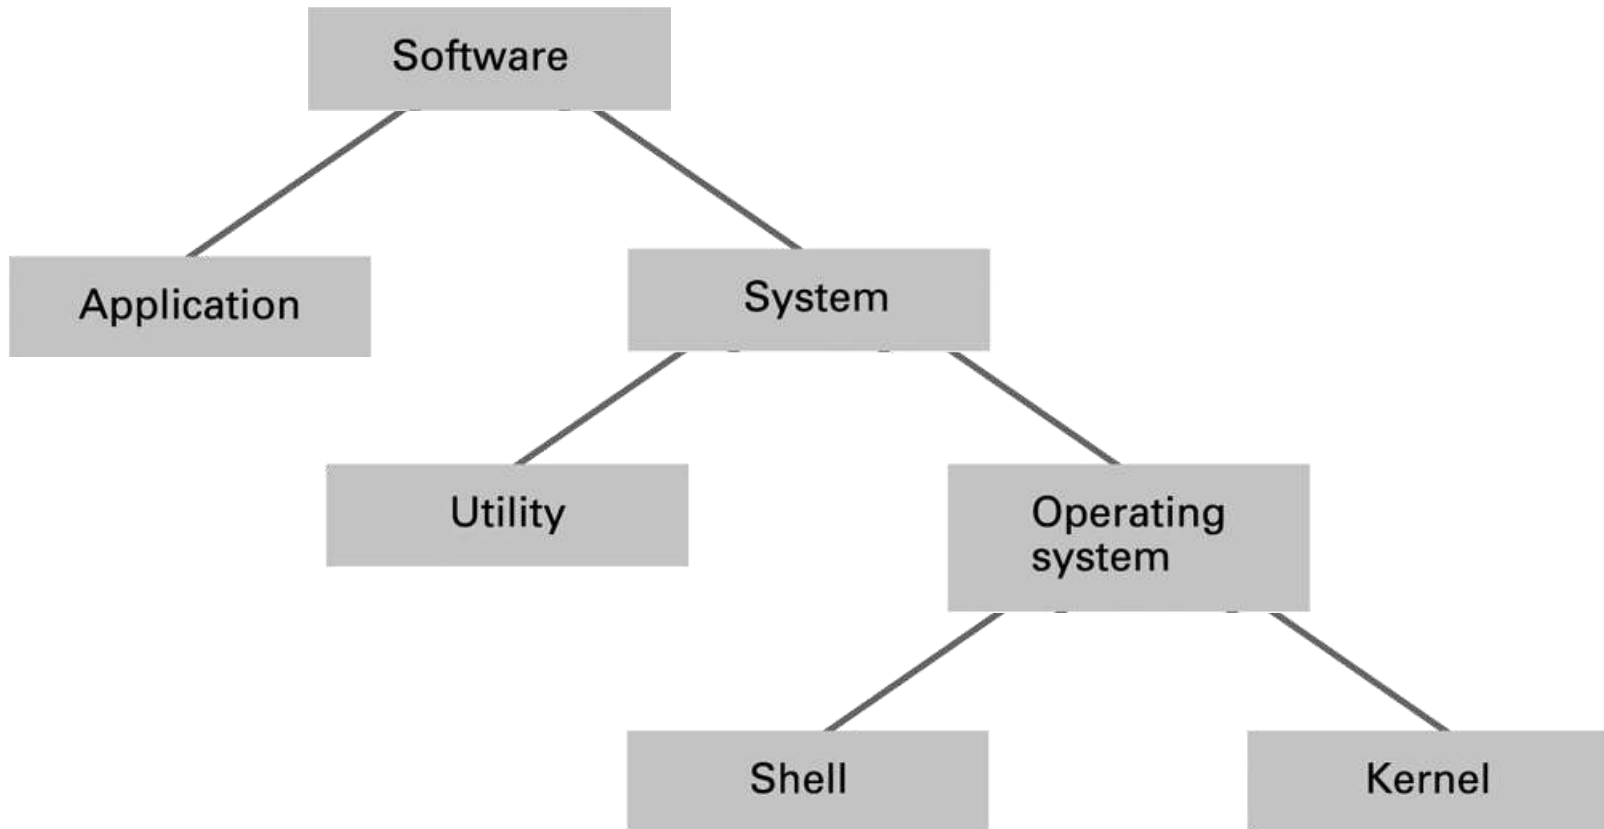 Software
Application
System
Utility
Operating
system
Shell
Kernel